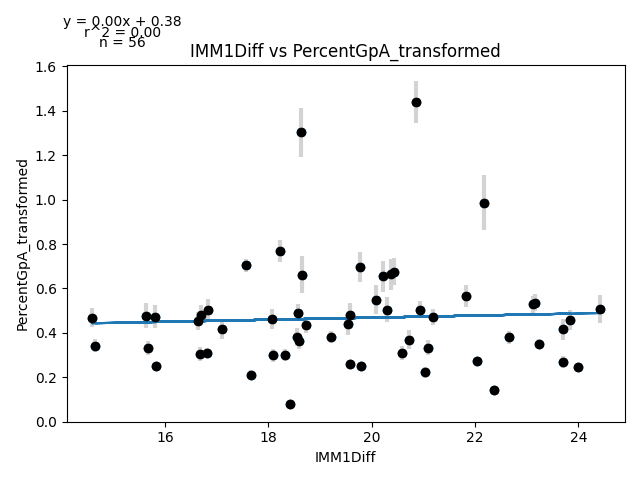 y = 0.00x + 0.38
r^2 = 0.00
n = 56
IMM1Diff vs PercentGpA_transformed
1.6
1.4
1.2
1.0
0.8
0.6
0.4
0.2
0.0
PercentGpA_transformed
16 18 20 22 24
IMM1Diff